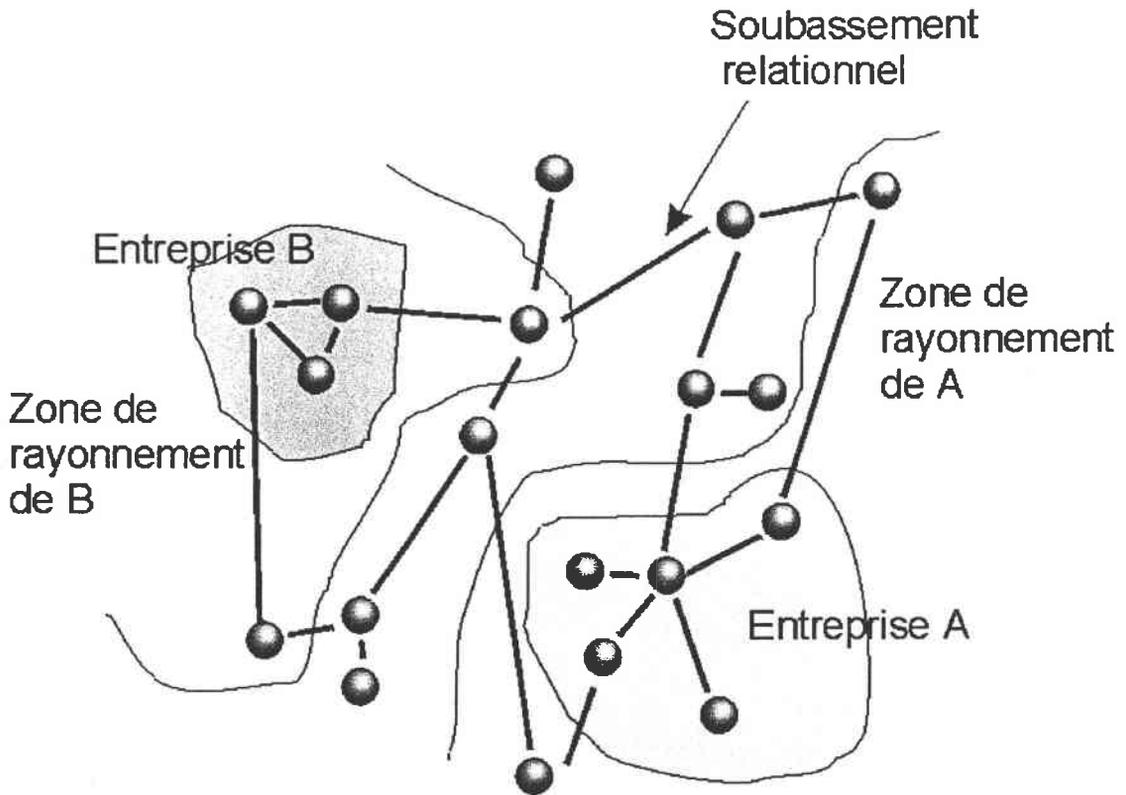 Soubassement
relationnel
Entreprise B
Zone de
rayonnement
de A
Zone de
rayonnement
de B
Entreprise A